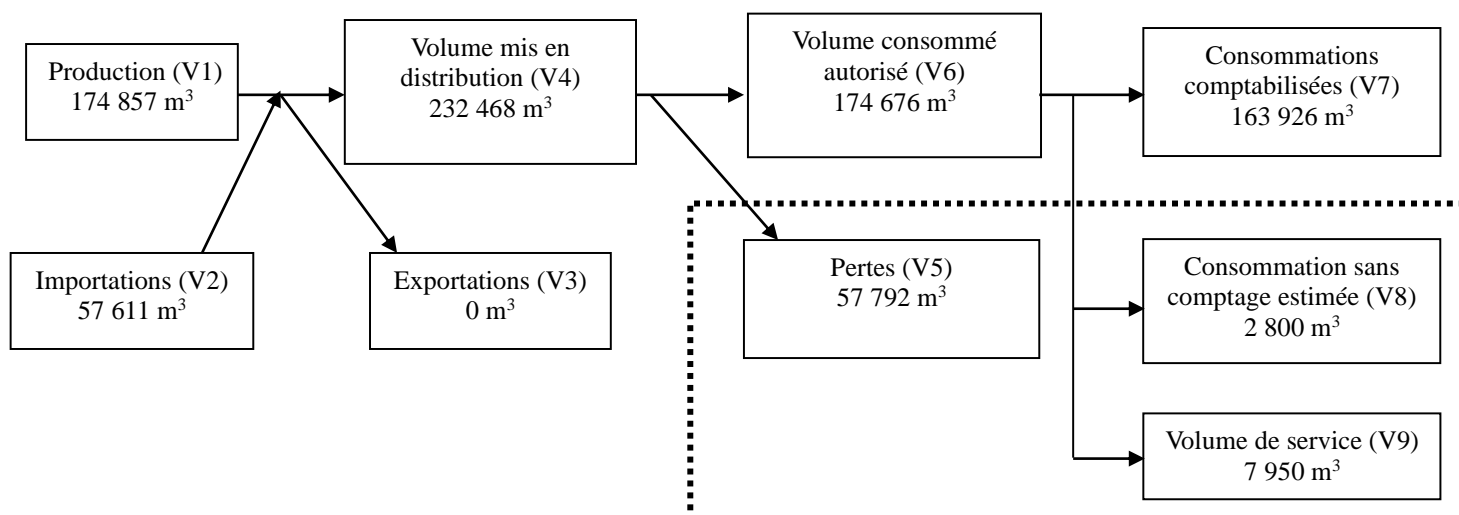 Production (V1)
174 857 m³
Volume mis en
distribution (V4)
232 468 m³
Volume consommé
autorisé (V6)
174 676 m³
Consommations
comptabilisées (V7)
163 926 m³
Importations (V2)
57 611 m³
Exportations (V3)
0 m³
Pertes (V5)
57 792 m³
Consommation sans
comptage estimée (V8)
2 800 m³
Volume de service (V9)
7 950 m³